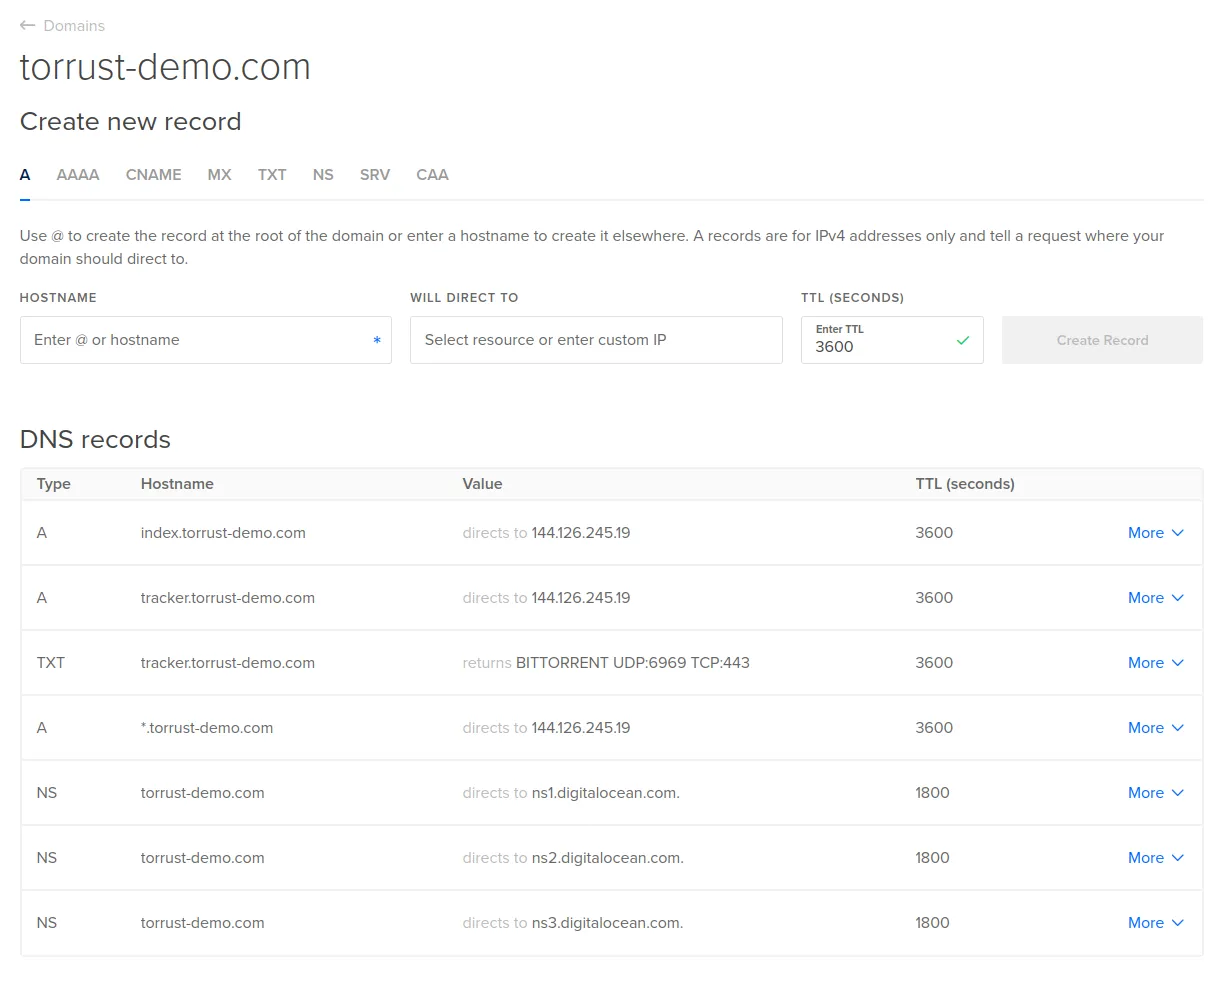 ← Domains
torrust-demo.com
Create new record
A AAAA CNAME MX TXT NS SRV CAA
Use @ to create the record at the root of the domain or enter a hostname to create it elsewhere. A records are for IPv4 addresses only and tell a request where your
domain should direct to.
HOSTNAME WILL DIRECT TO TTL (SECONDS)
Enter @ or hostname * Select resource or enter custom IP Enter TTL
3600 Create Record
DNS records
Type Hostname Value TTL (seconds)
A index.torrust-demo.com directs to 144.126.245.19 3600 More
A tracker.torrust-demo.com directs to 144.126.245.19 3600 More
TXT tracker.torrust-demo.com returns BITTORRENT UDP:6969 TCP:443 3600 More
A *.torrust-demo.com directs to 144.126.245.19 3600 More
NS torrust-demo.com directs to ns1.digitalocean.com. 1800 More
NS torrust-demo.com directs to ns2.digitalocean.com. 1800 More
NS torrust-demo.com directs to ns3.digitalocean.com. 1800 More